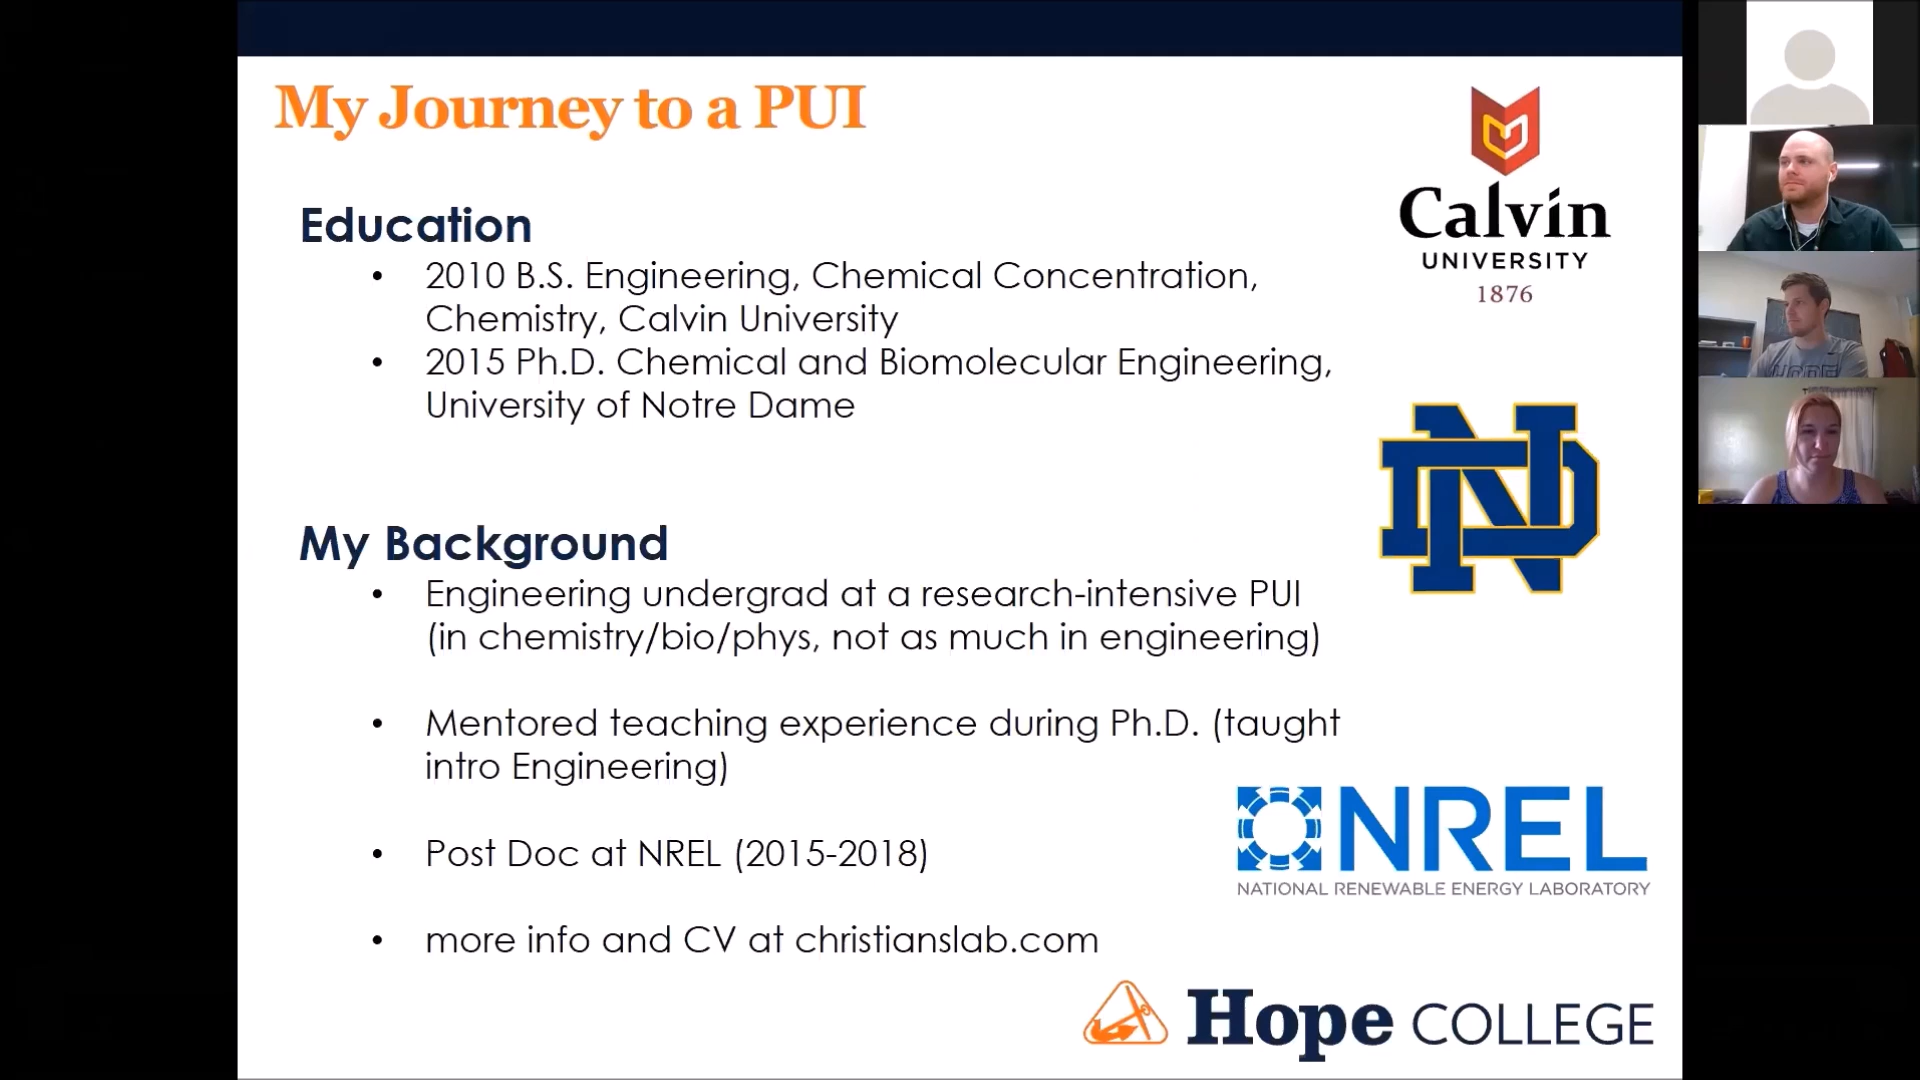 My Journey to a PUI
Calvin
UNIVERSITY
1876
Education
• 2010 B.S. Engineering, Chemical Concentration,
Chemistry, Calvin University
• 2015 Ph.D. Chemical and Biomolecular Engineering,
University of Notre Dame
ND
My Background
• Engineering undergrad at a research-intensive PUI
(in chemistry/bio/phys, not as much in engineering)
• Mentored teaching experience during Ph.D. (taught
intro Engineering)
• Post Doc at NREL (2015-2018)
NREL
NATIONAL RENEWABLE ENERGY LABORATORY
• more info and CV at christianslab.com
Hope COLLEGE